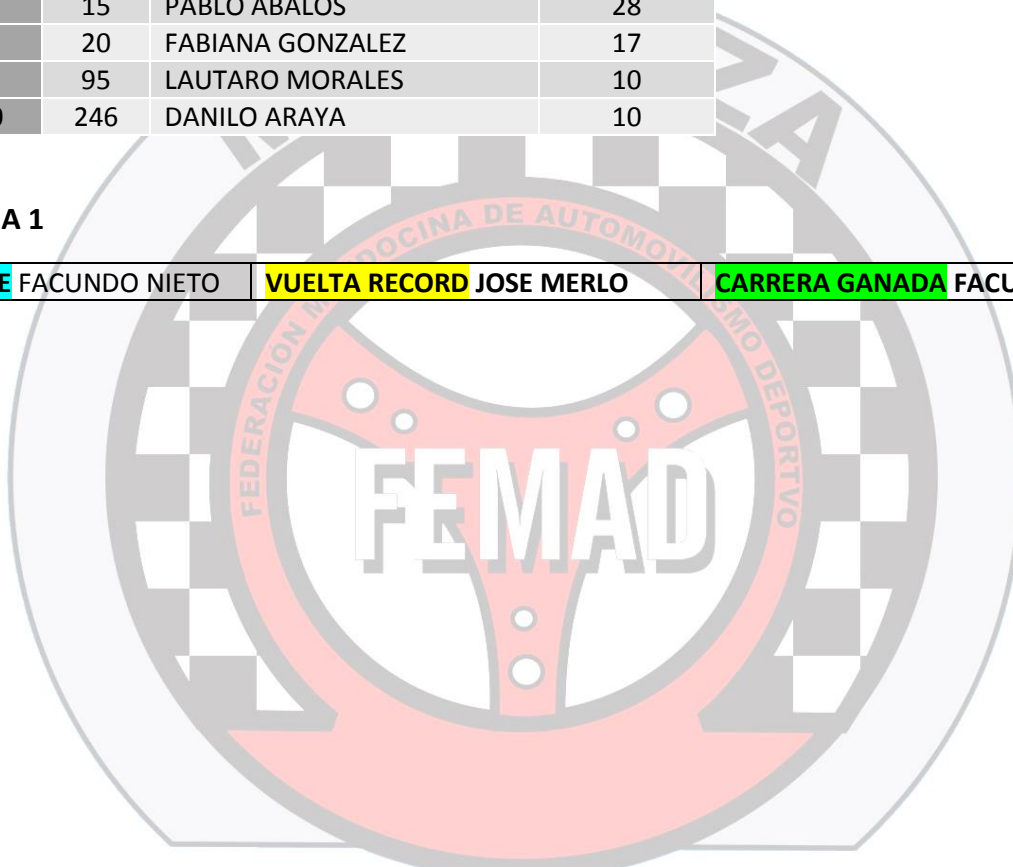 15 PABLO ABALOS 28
20 FABIANA GONZALEZ 17
95 LAUTARO MORALES 10
246 DANILO ARAYA 10
A 1
E FACUNDO NIETO VUELTA RECORD JOSE MERLO CARRERA GANADA FACU
FEDERACIÓN MENDOCINA DE AUTOMOVILISMO DEPORTVO
FEMAD